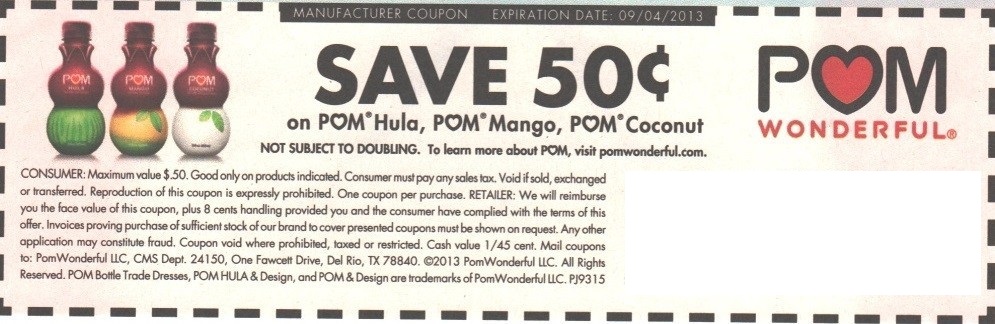 MANUFACTURER COUPON EXPIRATION DATE: 09/04/2013
SAVE 50¢
on POM® Hula, POM® Mango, POM® Coconut
NOT SUBJECT TO DOUBLING. To learn more about POM, visit pomwonderful.com.
POM
HULA
POM
MANGO
POM
COCONUT
POM
WONDERFUL®
CONSUMER: Maximum value $.50. Good only on products indicated. Consumer must pay any sales tax. Void if sold, exchanged
or transferred. Reproduction of this coupon is expressly prohibited. One coupon per purchase. RETAILER: We will reimburse
you the face value of this coupon, plus 8 cents handling provided you and the consumer have complied with the terms of this
offer. Invoices proving purchase of sufficient stock of our brand to cover presented coupons must be shown on request. Any other
application may constitute fraud. Coupon void where prohibited, taxed or restricted. Cash value 1/45 cent. Mail coupons
to: PomWonderful LLC, CMS Dept. 24150, One Fawcett Drive, Del Rio, TX 78840. ©2013 PomWonderful LLC. All Rights
Reserved. POM Bottle Trade Dresses, POM HULA & Design, and POM & Design are trademarks of PomWonderful LLC. PJ9315